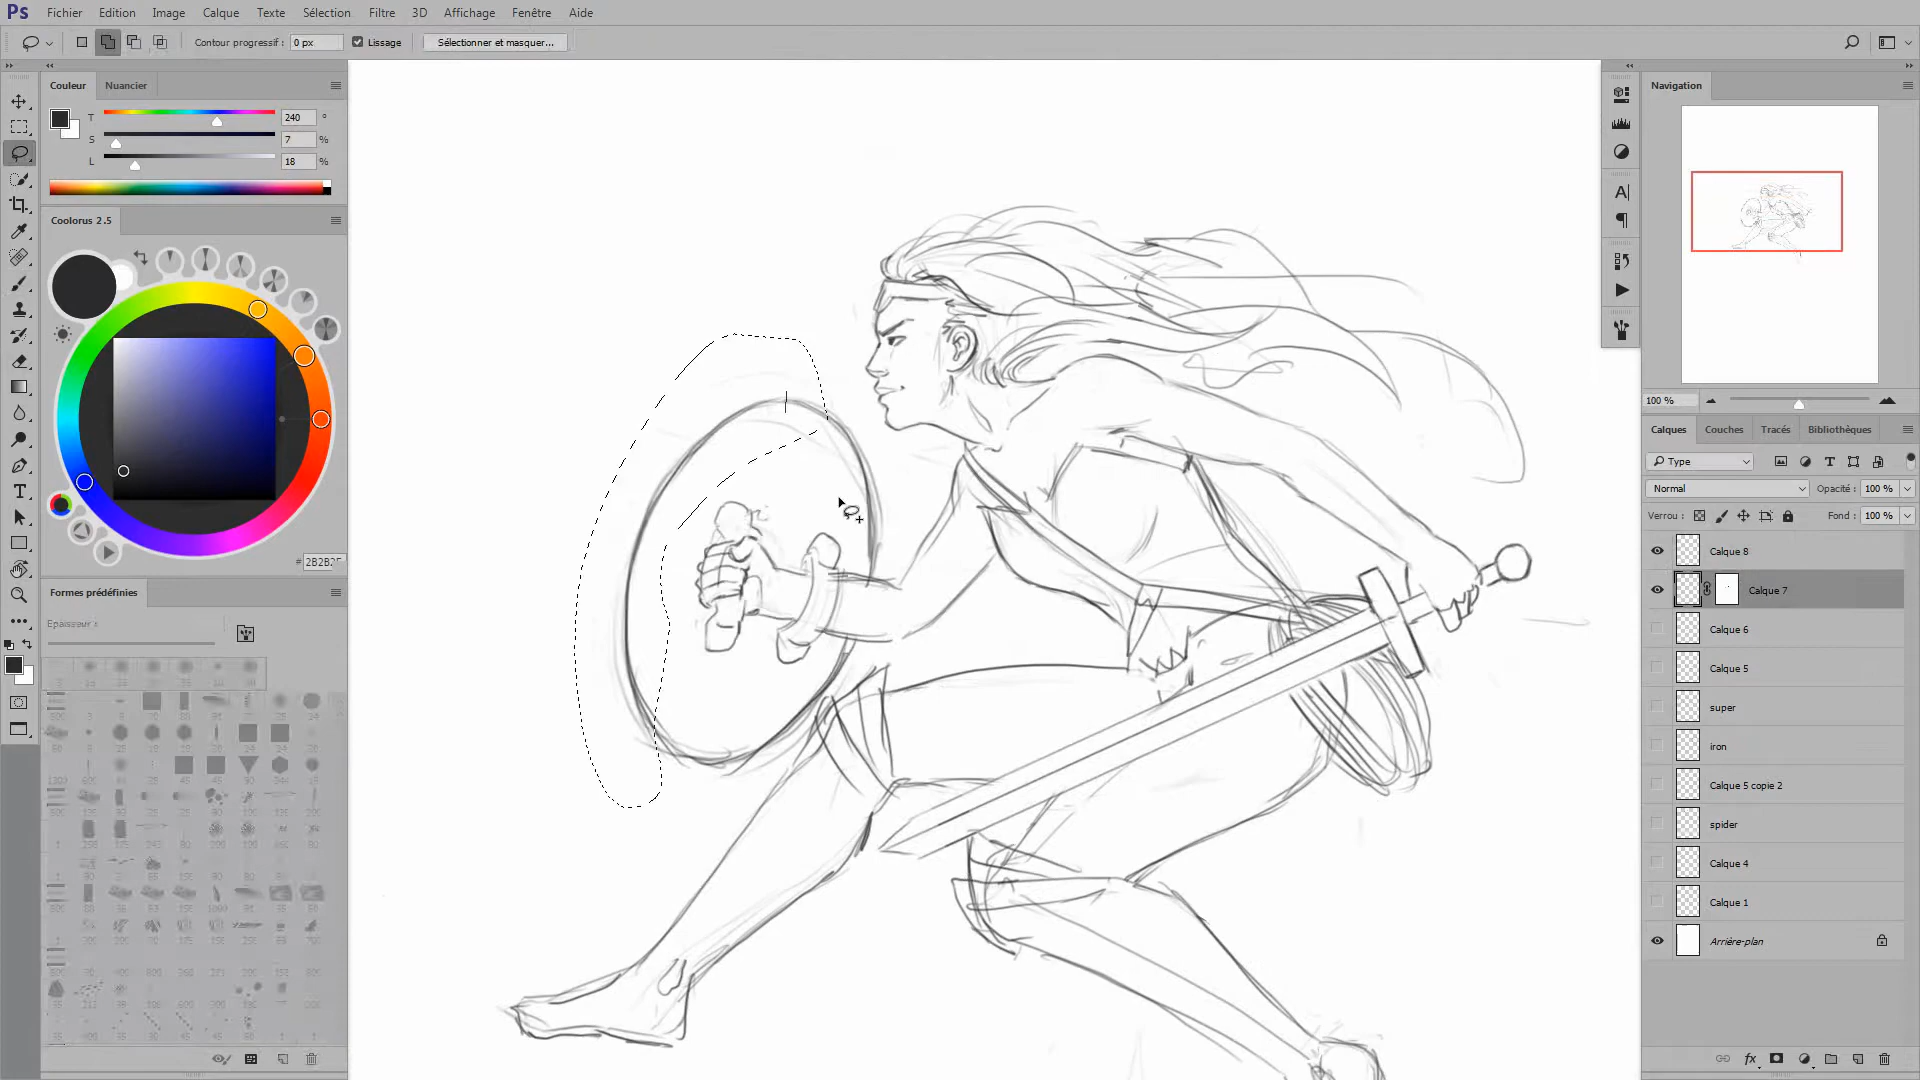 Ps Fichier Edition Image Calque Texte Sélection Filtre 3D Affichage Fenêtre Aide
Contour progressif : 0 px Lissage Sélectionner et masquer...
Couleur Nuancier
T 240 °
S 7 %
L 18 %
Coolorus 2.5
# 2B2B2F
Formes prédéfinies
Epaisseur :
Navigation
100 %
Calques Couches Tracés Bibliothèques
Type
Normal Opacité : 100 %
Verrou : Fond : 100 %
Calque 8
Calque 7
Calque 6
Calque 5
super
iron
Calque 5 copie 2
spider
Calque 4
Calque 1
Arrière-plan
fx